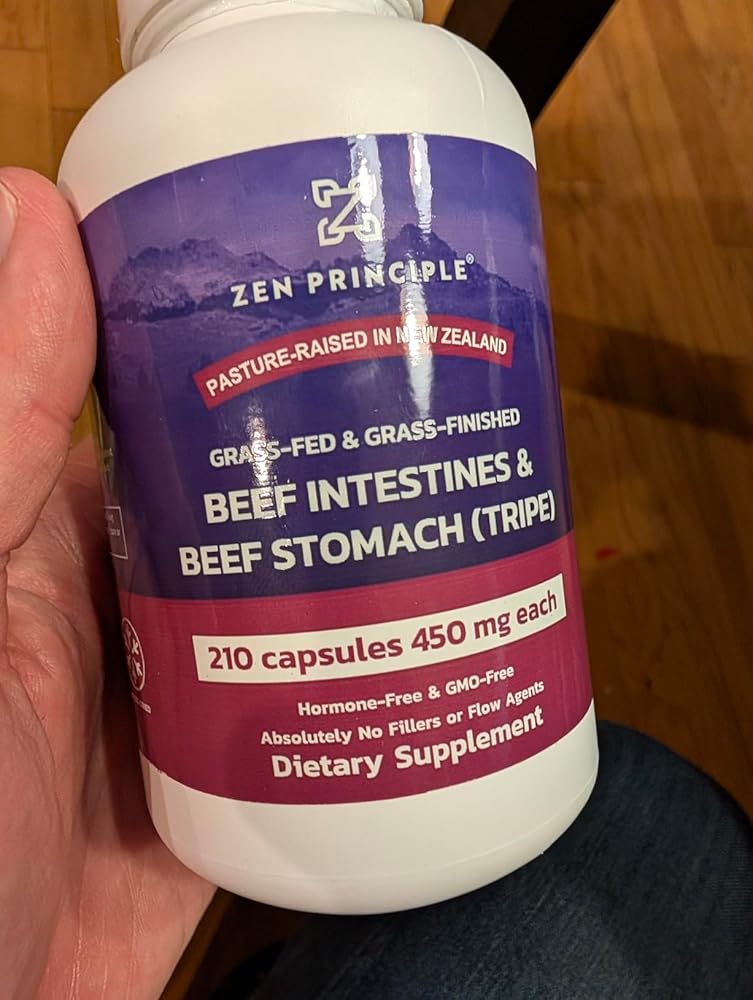 ZEN PRINCIPLE®
PASTURE-RAISED IN NEW ZEALAND
GRASS-FED & GRASS-FINISHED
BEEF INTESTINES &
BEEF STOMACH (TRIPE)
210 capsules 450 mg each
Hormone-Free & GMO-Free
Absolutely No Fillers or Flow Agents
Dietary Supplement